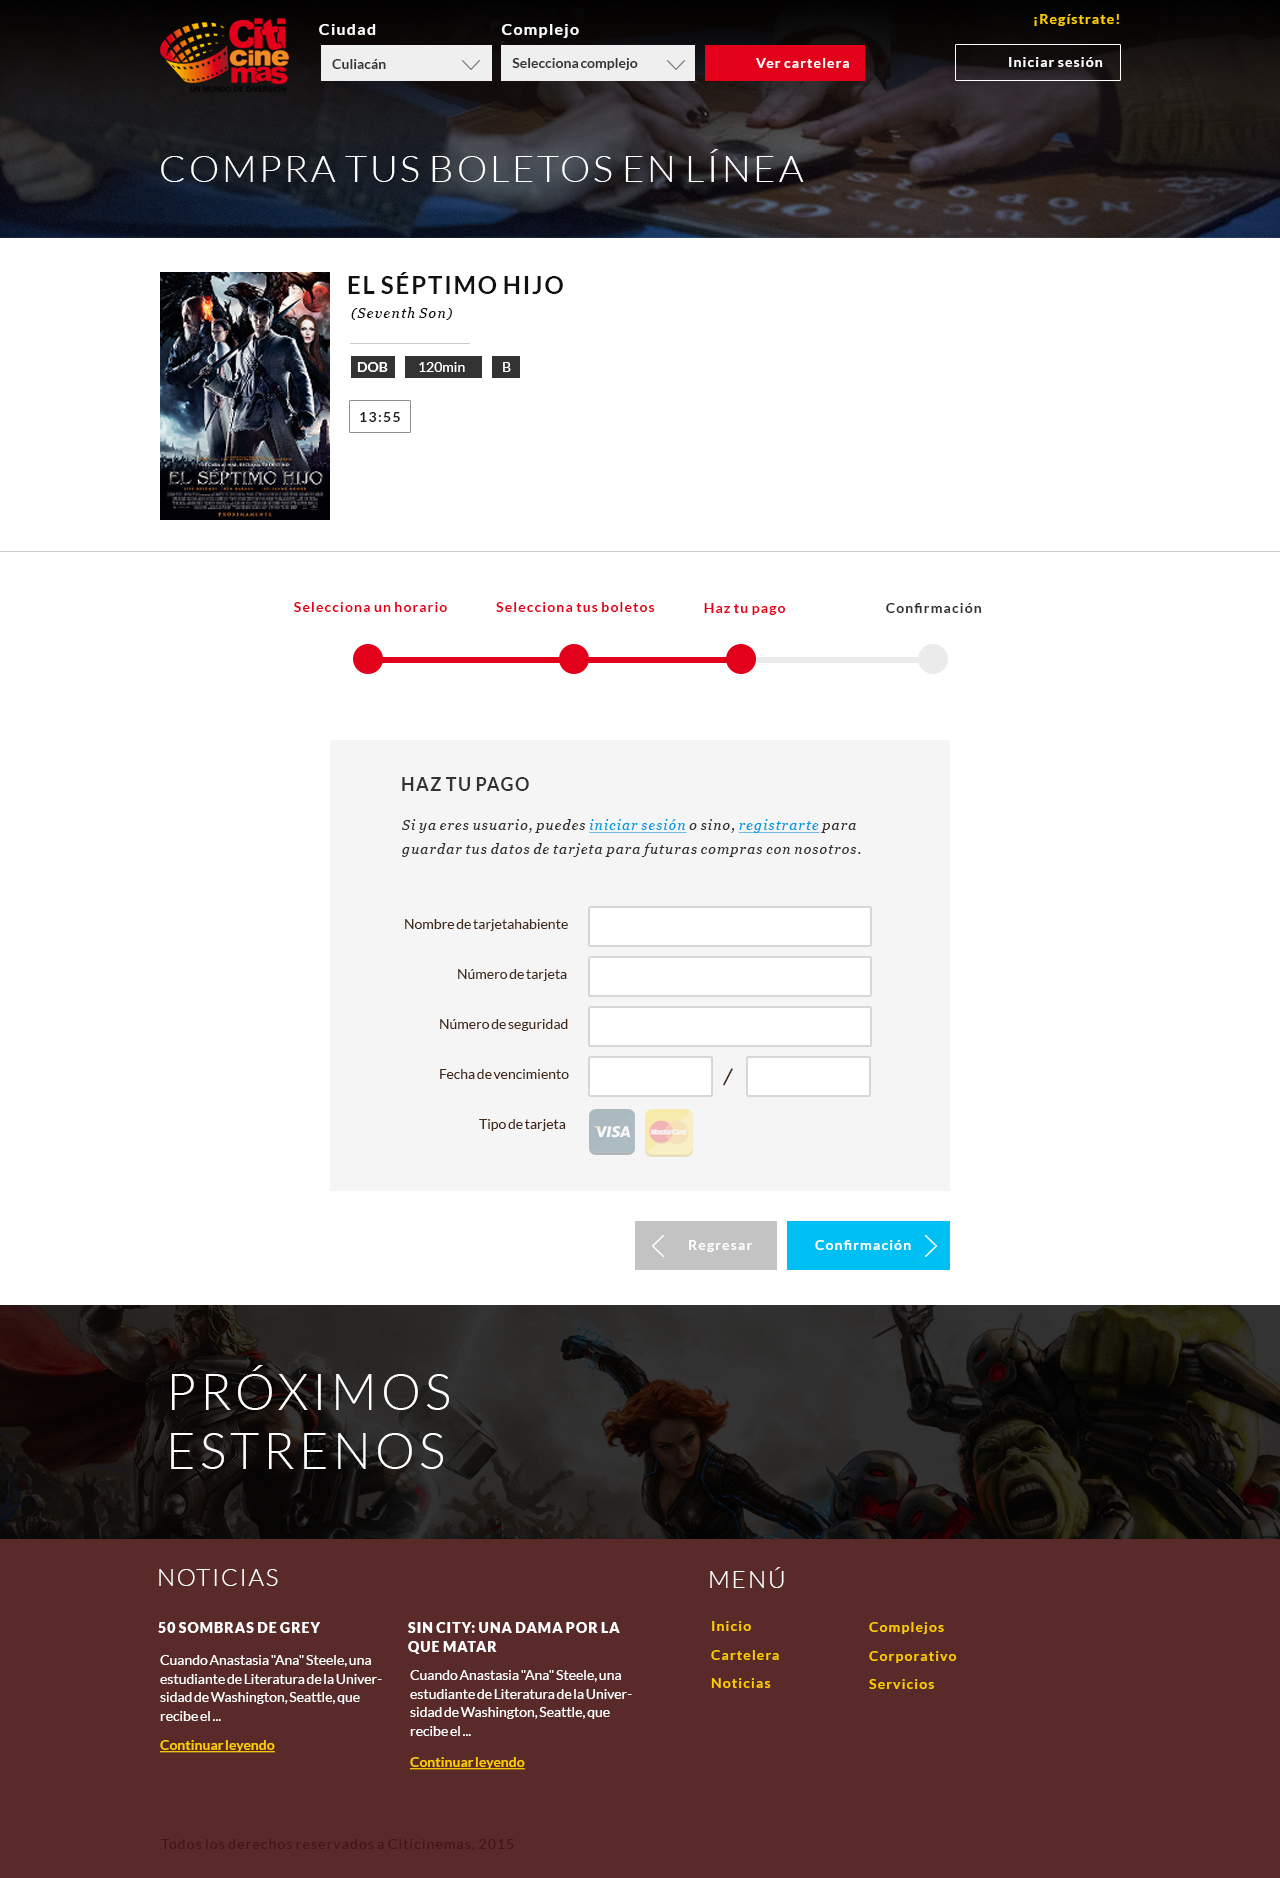 Citi
cine
mas
UN MUNDO DE DIVERSIÓN
Ciudad
Complejo
¡Regístrate!
Culiacán
Selecciona complejo
Ver cartelera
Iniciar sesión
COMPRA TUS BOLETOS EN LÍNEA
EL SÉPTIMO HIJO
(Seventh Son)
DOB
120min
B
13:55
EL SÉPTIMO HIJO
PRÓXIMAMENTE
Selecciona un horario
Selecciona tus boletos
Haz tu pago
Confirmación
HAZ TU PAGO
Si ya eres usuario, puedes iniciar sesión o sino, registrarte para
guardar tus datos de tarjeta para futuras compras con nosotros.
Nombre de tarjetahabiente
Número de tarjeta
Número de seguridad
Fecha de vencimiento
/
Tipo de tarjeta
VISA
MasterCard
Regresar
Confirmación
PRÓXIMOS
ESTRENOS
NOTICIAS
50 SOMBRAS DE GREY
Cuando Anastasia "Ana" Steele, una
estudiante de Literatura de la Univer-
sidad de Washington, Seattle, que
recibe el ...
Continuar leyendo
SIN CITY: UNA DAMA POR LA
QUE MATAR
Cuando Anastasia "Ana" Steele, una
estudiante de Literatura de la Univer-
sidad de Washington, Seattle, que
recibe el ...
Continuar leyendo
MENÚ
Inicio
Cartelera
Noticias
Complejos
Corporativo
Servicios
Todos los derechos reservados a Citicinemas. 2015